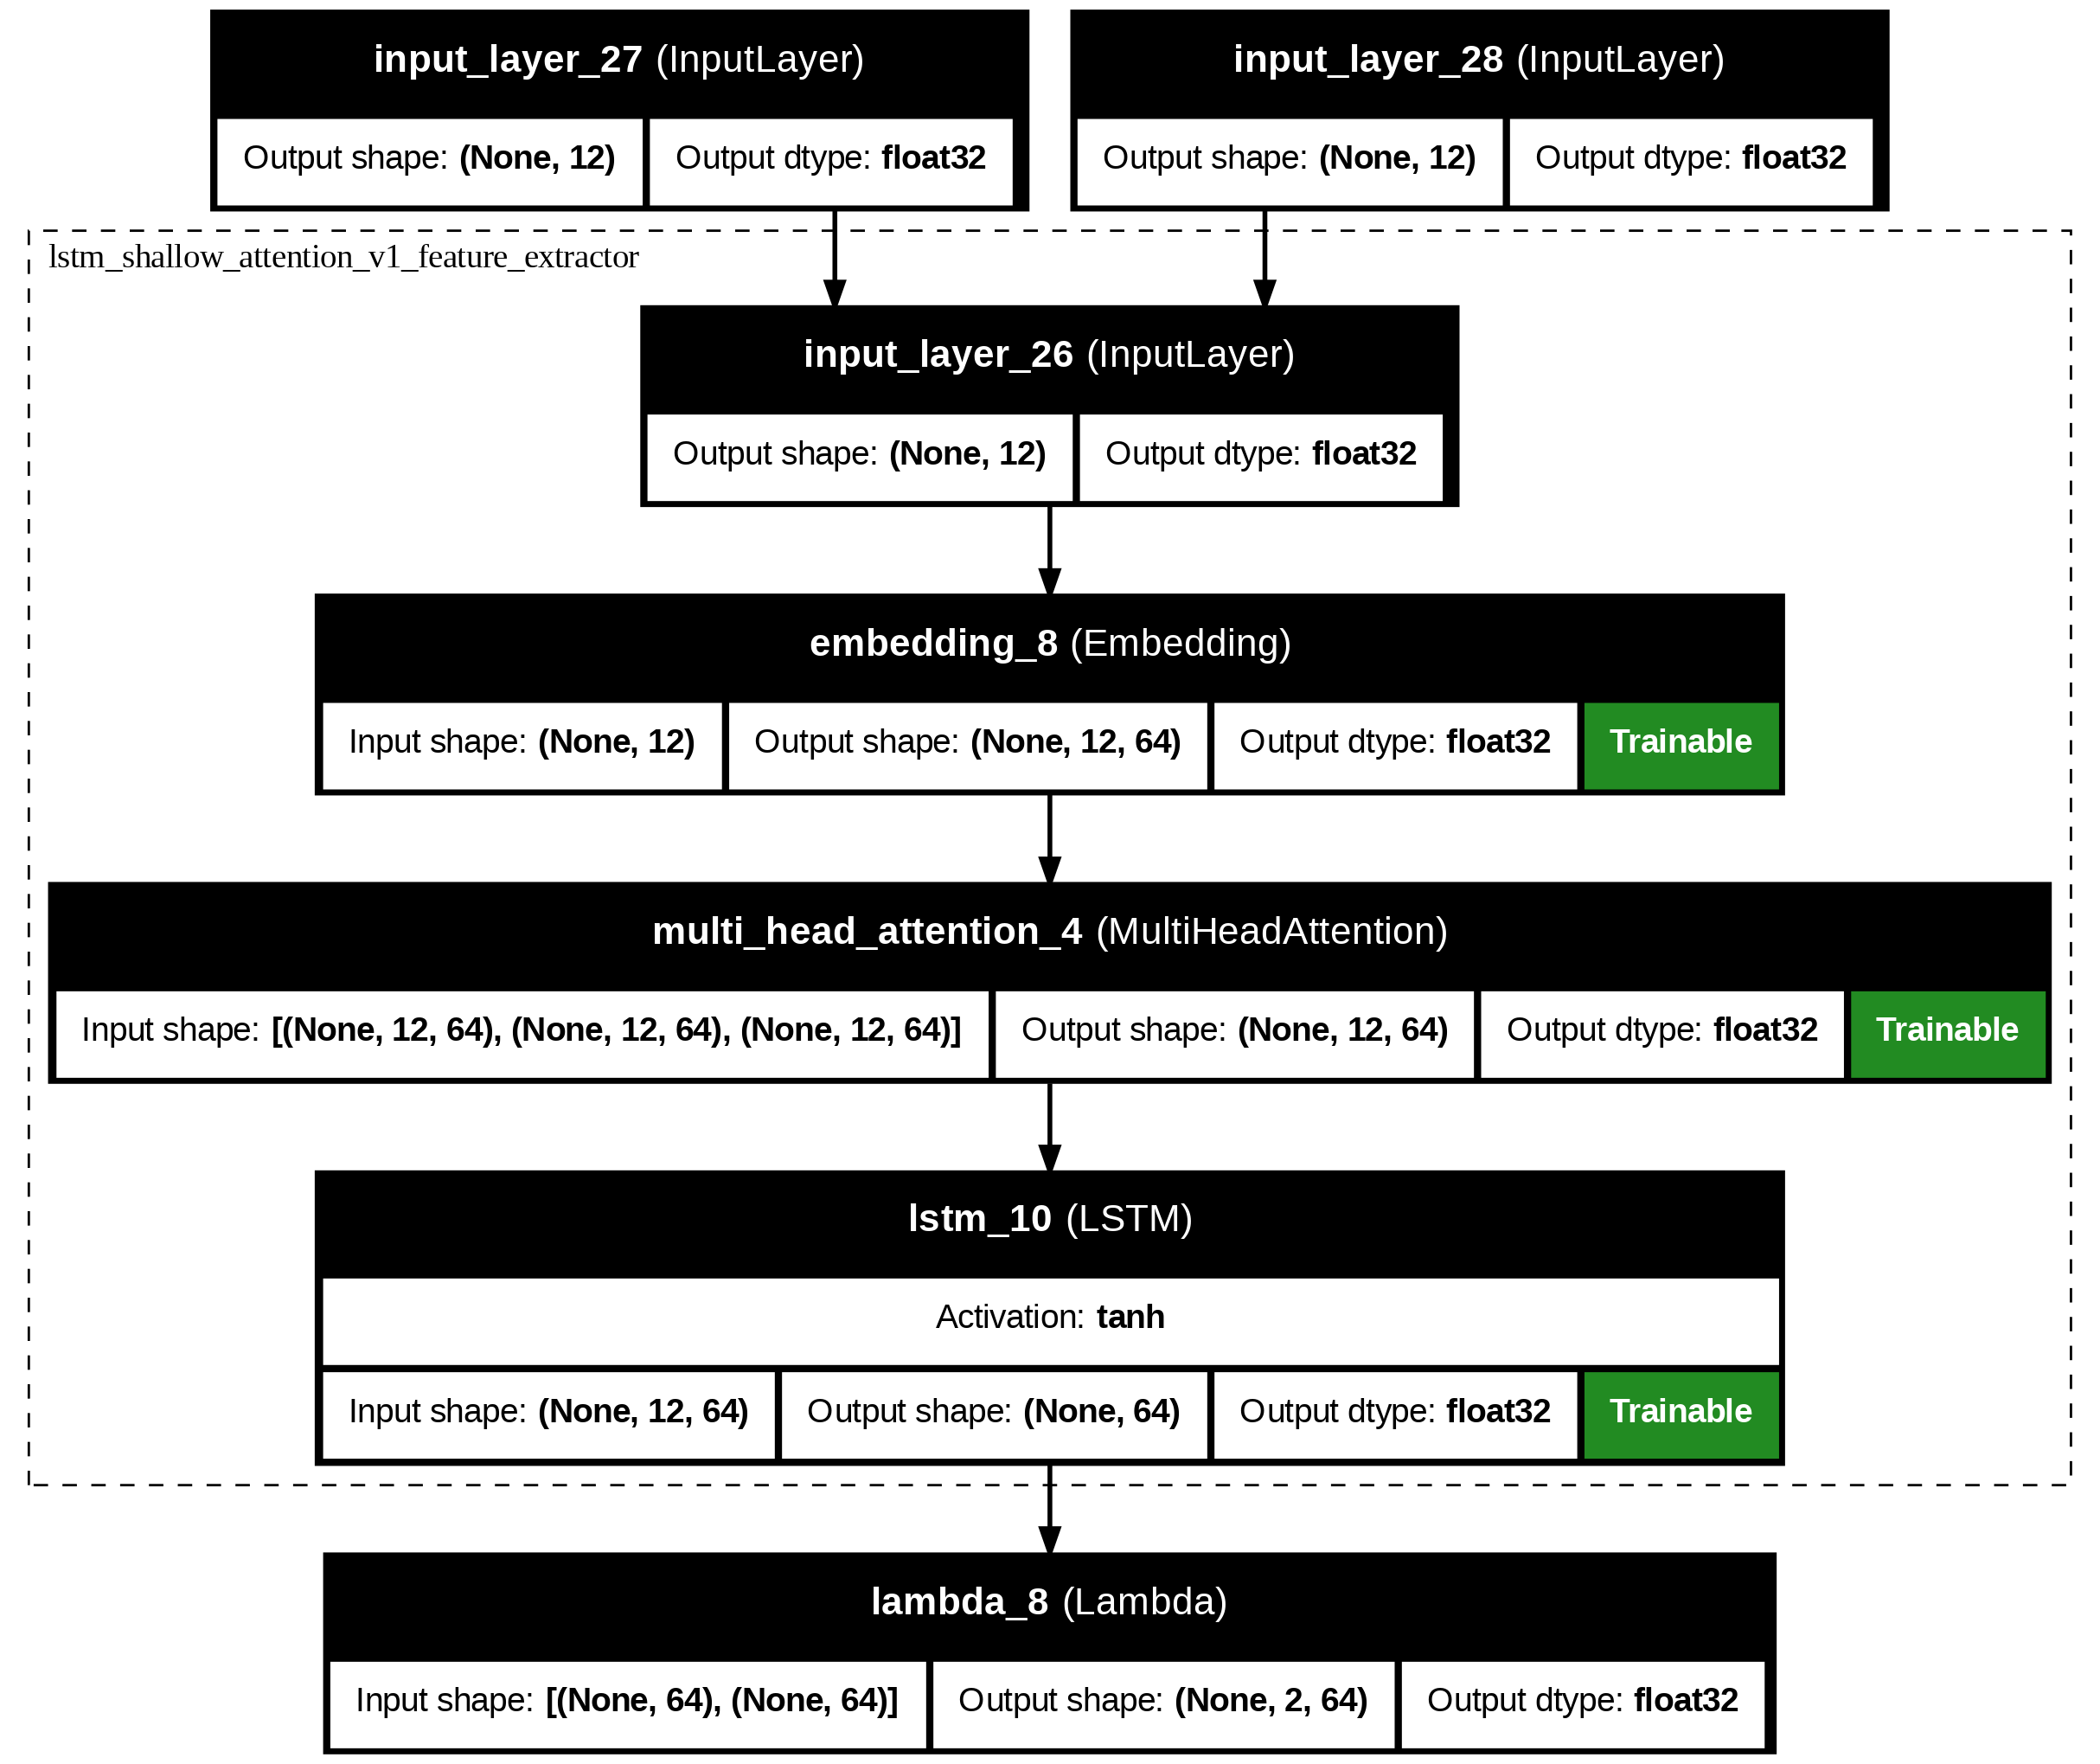 input_layer_27 (InputLayer)
Output shape: (None, 12) Output dtype: float32
input_layer_28 (InputLayer)
Output shape: (None, 12) Output dtype: float32
lstm_shallow_attention_v1_feature_extractor
input_layer_26 (InputLayer)
Output shape: (None, 12) Output dtype: float32
embedding_8 (Embedding)
Input shape: (None, 12) Output shape: (None, 12, 64) Output dtype: float32 Trainable
multi_head_attention_4 (MultiHeadAttention)
Input shape: [(None, 12, 64), (None, 12, 64), (None, 12, 64)] Output shape: (None, 12, 64) Output dtype: float32 Trainable
lstm_10 (LSTM)
Activation: tanh
Input shape: (None, 12, 64) Output shape: (None, 64) Output dtype: float32 Trainable
lambda_8 (Lambda)
Input shape: [(None, 64), (None, 64)] Output shape: (None, 2, 64) Output dtype: float32